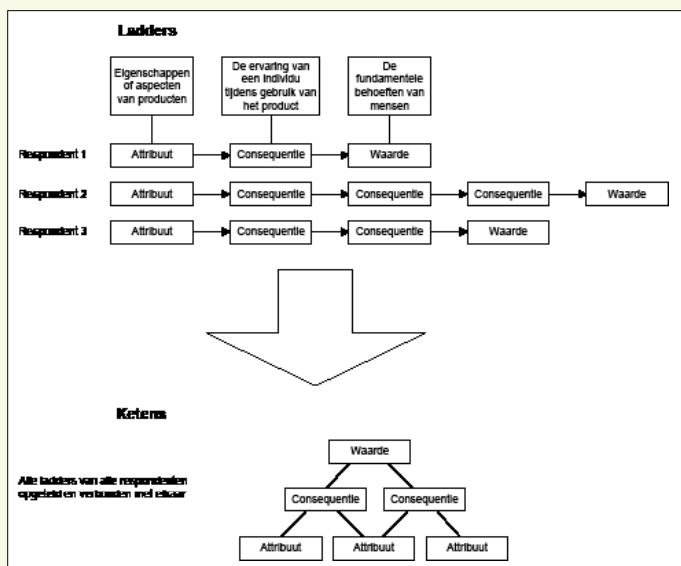 Ladders
Eigenschappen
of aspecten
van producten
De ervaring van
een individu
tijdens gebruik van
het product
De
fundamentele
behoeften van
mensen
Respondent 1
Attribuut
Consequentie
Waarde
Respondent 2
Attribuut
Consequentie
Consequentie
Consequentie
Waarde
Respondent 3
Attribuut
Consequentie
Consequentie
Waarde
Ketens
Waarde
Alle ladders van alle respondenten
opgeteld en verbonden met elkaar
Consequentie
Consequentie
Attribuut
Attribuut
Attribuut